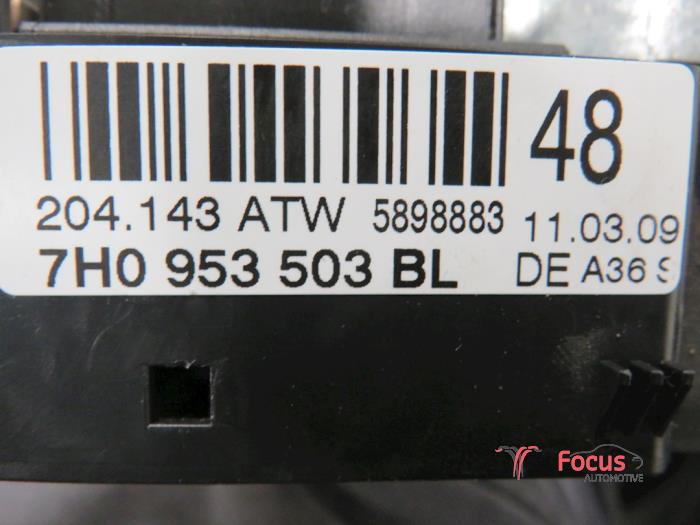 48
204.143 ATW 5898883 11.03.09
7H0 953 503 BL DE A36 S
Focus
AUTOMOTIVE